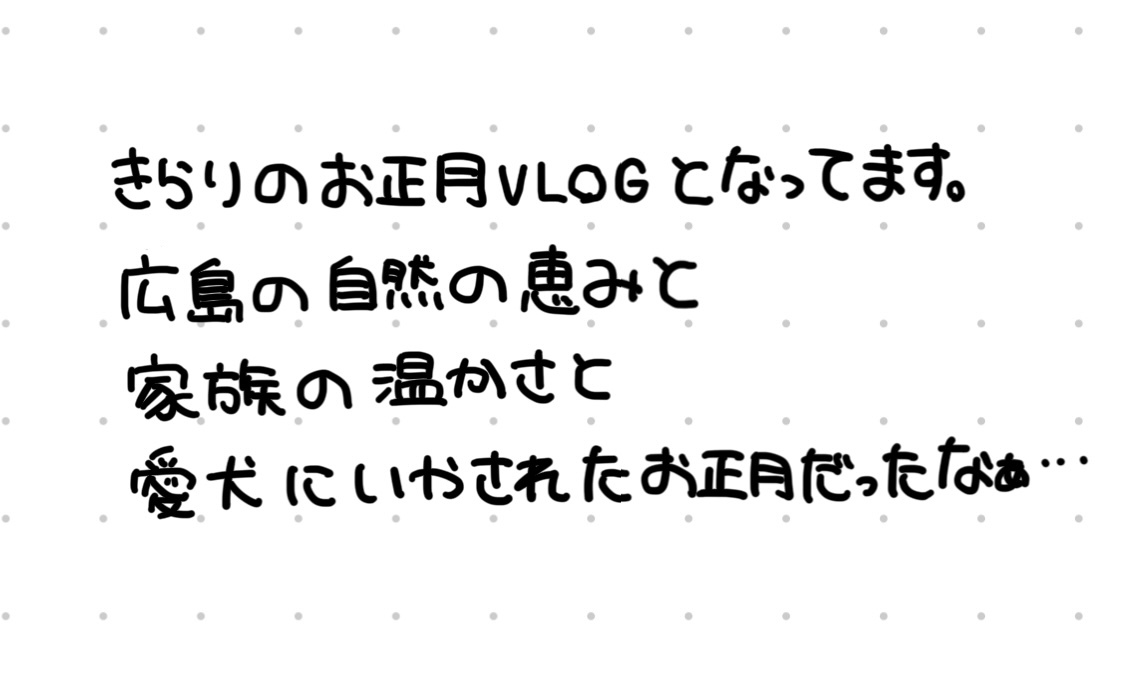 きらりのお正月VLOGとなってます。
広島の自然の恵みと
家族の温かさと
愛犬にいやされたお正月だったなぁ…